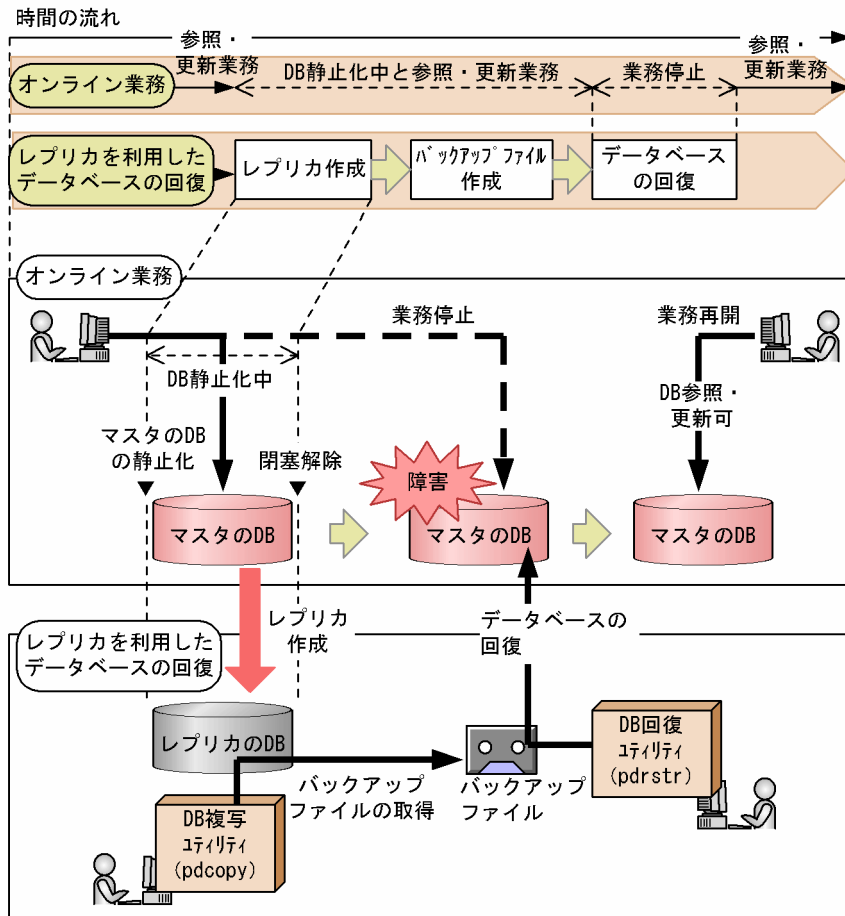 時間の流れ
参照・
更新業務
DB静止化中と参照・更新業務
業務停止
参照・
更新業務
オンライン業務
レプリカを利用した
データベースの回復
レプリカ作成
バックアップファイル
作成
データベース
の回復
オンライン業務
業務停止
業務再開
DB静止化中
DB参照・
更新可
マスタのDB
の静止化
閉塞解除
障害
マスタのDB
マスタのDB
マスタのDB
レプリカを利用した
データベースの回復
レプリカ
作成
データベースの
回復
レプリカのDB
DB回復
ユティリティ
(pdrstr)
バックアップ
ファイルの取得
バックアップ
ファイル
DB複写
ユティリティ
(pdcopy)